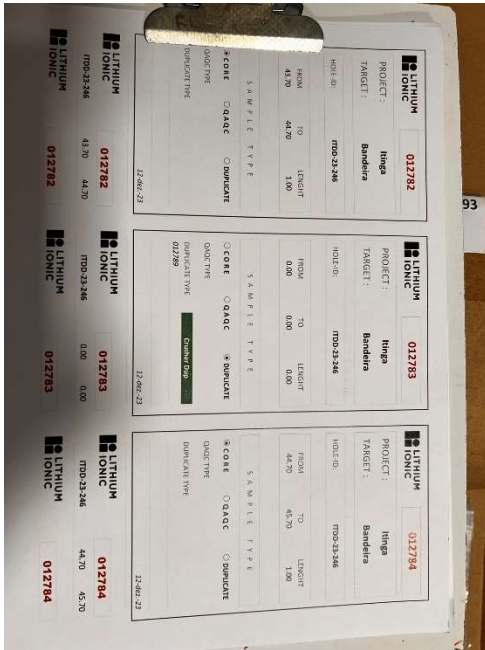 LITHIUM
IONIC
012782
PROJECT : Itinga
TARGET : Bandeira
HOLE-ID: ITDD-23-246
FROM TO LENGHT
43.70 44.70 1.00
SAMPLE TYPE
CORE QAQC DUPLICATE
QAQC TYPE
DUPLICATE TYPE
12-dez.-23
LITHIUM
IONIC
012782
ITDD-23-246 43.70 44.70
LITHIUM
IONIC
012782
LITHIUM
IONIC
012783
PROJECT : Itinga
TARGET : Bandeira
HOLE-ID: ITDD-23-246
FROM TO LENGHT
0.00 0.00 0.00
SAMPLE TYPE
CORE QAQC DUPLICATE
QAQC TYPE
DUPLICATE TYPE Crusher Dup
012789
12-dez.-23
LITHIUM
IONIC
012783
ITDD-23-246 0.00 0.00
LITHIUM
IONIC
012783
LITHIUM
IONIC
012784
PROJECT : Itinga
TARGET : Bandeira
HOLE-ID: ITDD-23-246
FROM TO LENGHT
44.70 45.70 1.00
SAMPLE TYPE
CORE QAQC DUPLICATE
QAQC TYPE
DUPLICATE TYPE
12-dez.-23
LITHIUM
IONIC
012784
ITDD-23-246 44.70 45.70
LITHIUM
IONIC
012784
93